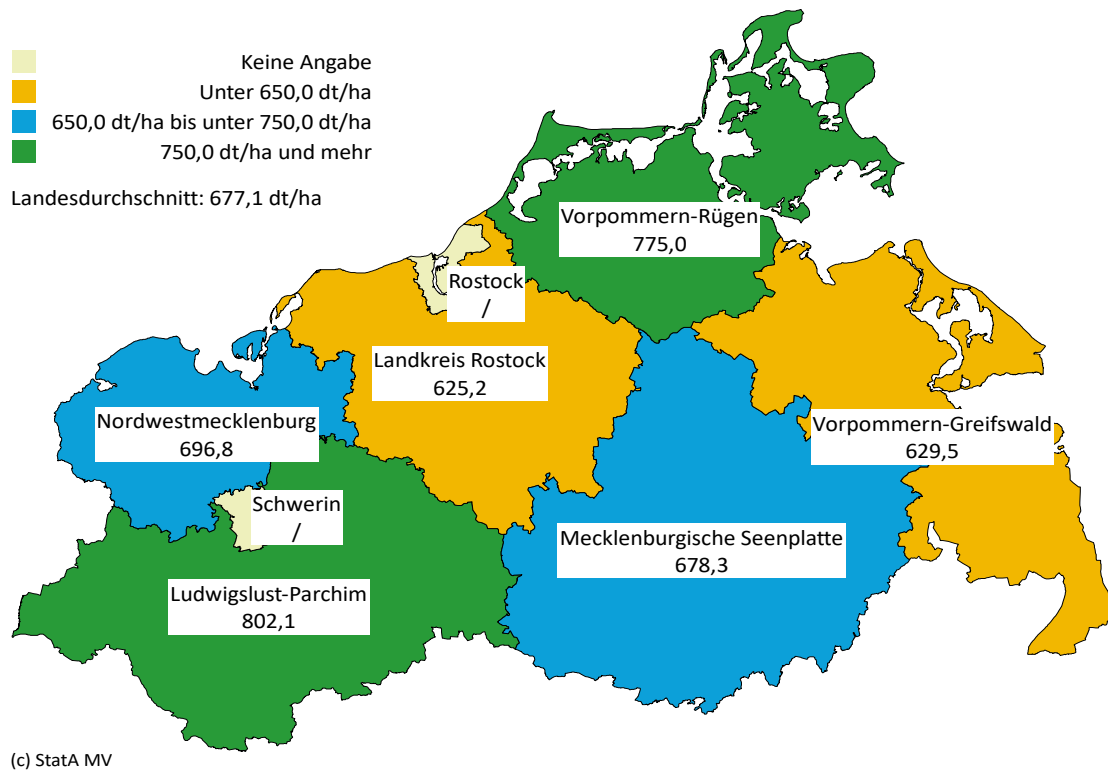 Keine Angabe
Unter 650,0 dt/ha
650,0 dt/ha bis unter 750,0 dt/ha
750,0 dt/ha und mehr
Landesdurchschnitt: 677,1 dt/ha
Vorpommern-Rügen
775,0
Rostock
/
Landkreis Rostock
625,2
Nordwestmecklenburg
696,8
Vorpommern-Greifswald
629,5
Schwerin
/
Mecklenburgische Seenplatte
678,3
Ludwigslust-Parchim
802,1
(c) StatA MV